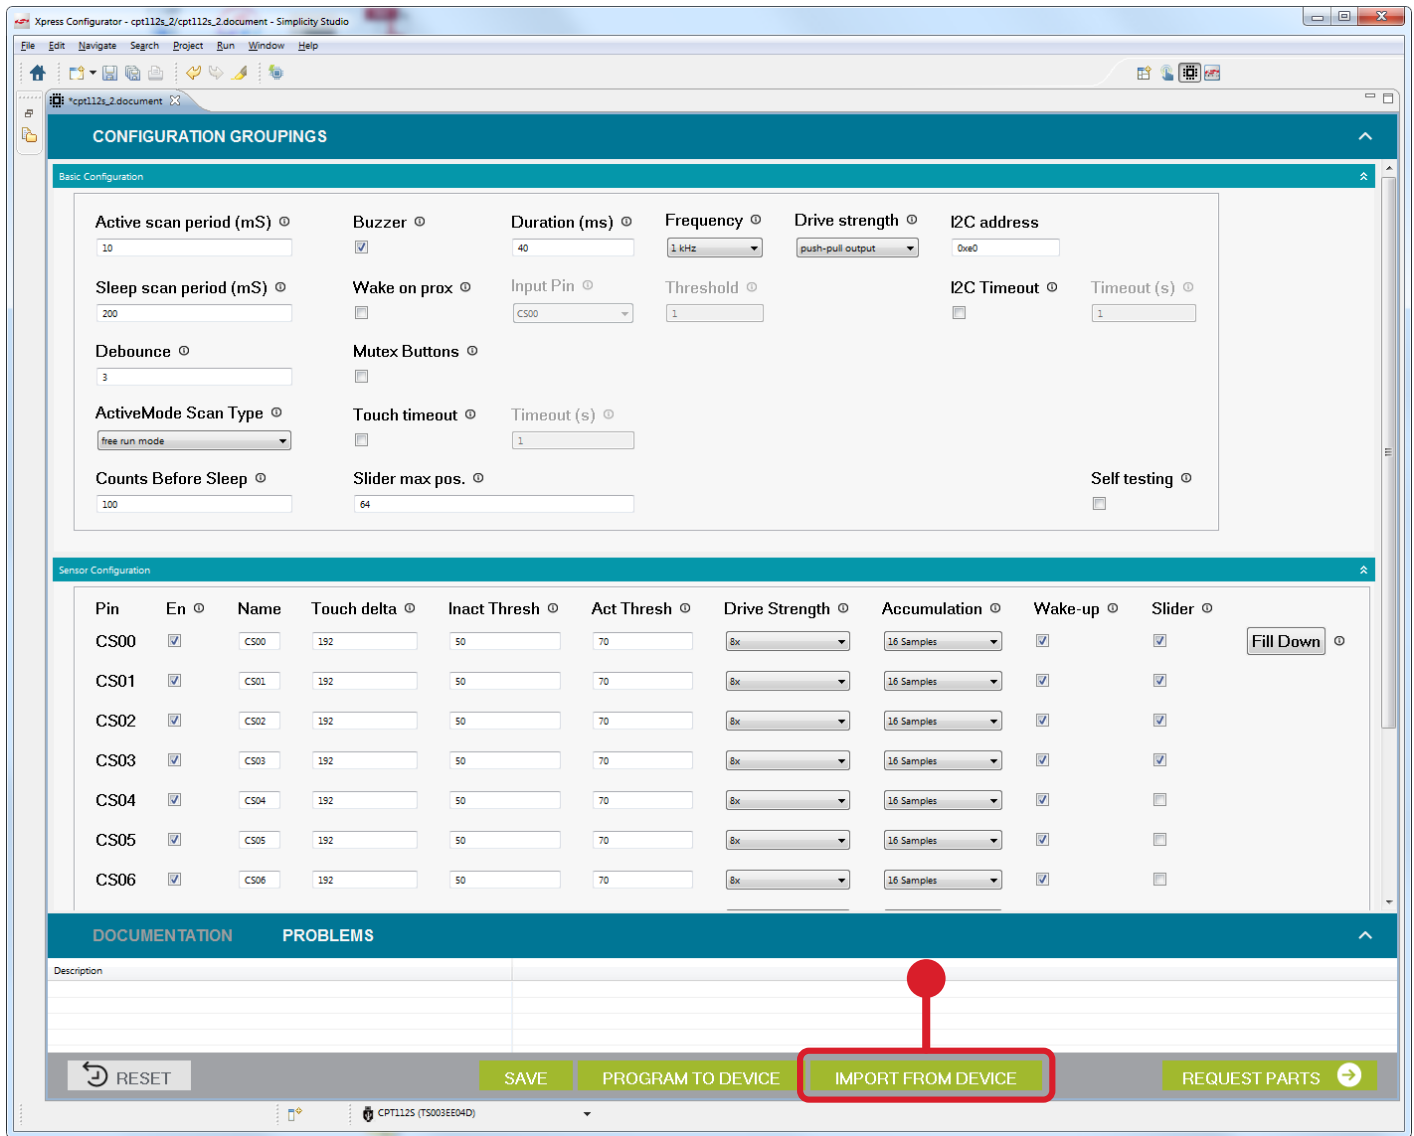 Xpress Configurator - cpt112s_2/cpt112s_2.document - Simplicity Studio
File Edit Navigate Search Project Run Window Help
*cpt112s_2.document
CONFIGURATION GROUPINGS
Basic Configuration
Active scan period (mS) Buzzer Duration (ms) Frequency Drive strength I2C address
10 40 1 kHz push-pull output 0xe0
Sleep scan period (mS) Wake on prox Input Pin Threshold I2C Timeout Timeout (s)
200 CS00 1 1
Debounce Mutex Buttons
3
ActiveMode Scan Type Touch timeout Timeout (s)
free run mode 1
Counts Before Sleep Slider max pos. Self testing
100 64
Sensor Configuration
Pin En Name Touch delta Inact Thresh Act Thresh Drive Strength Accumulation Wake-up Slider
CS00 CS00 192 50 70 8x 16 Samples Fill Down
CS01 CS01 192 50 70 8x 16 Samples
CS02 CS02 192 50 70 8x 16 Samples
CS03 CS03 192 50 70 8x 16 Samples
CS04 CS04 192 50 70 8x 16 Samples
CS05 CS05 192 50 70 8x 16 Samples
CS06 CS06 192 50 70 8x 16 Samples
DOCUMENTATION PROBLEMS
Description
RESET SAVE PROGRAM TO DEVICE IMPORT FROM DEVICE REQUEST PARTS
CPT112S (TS003EE04D)